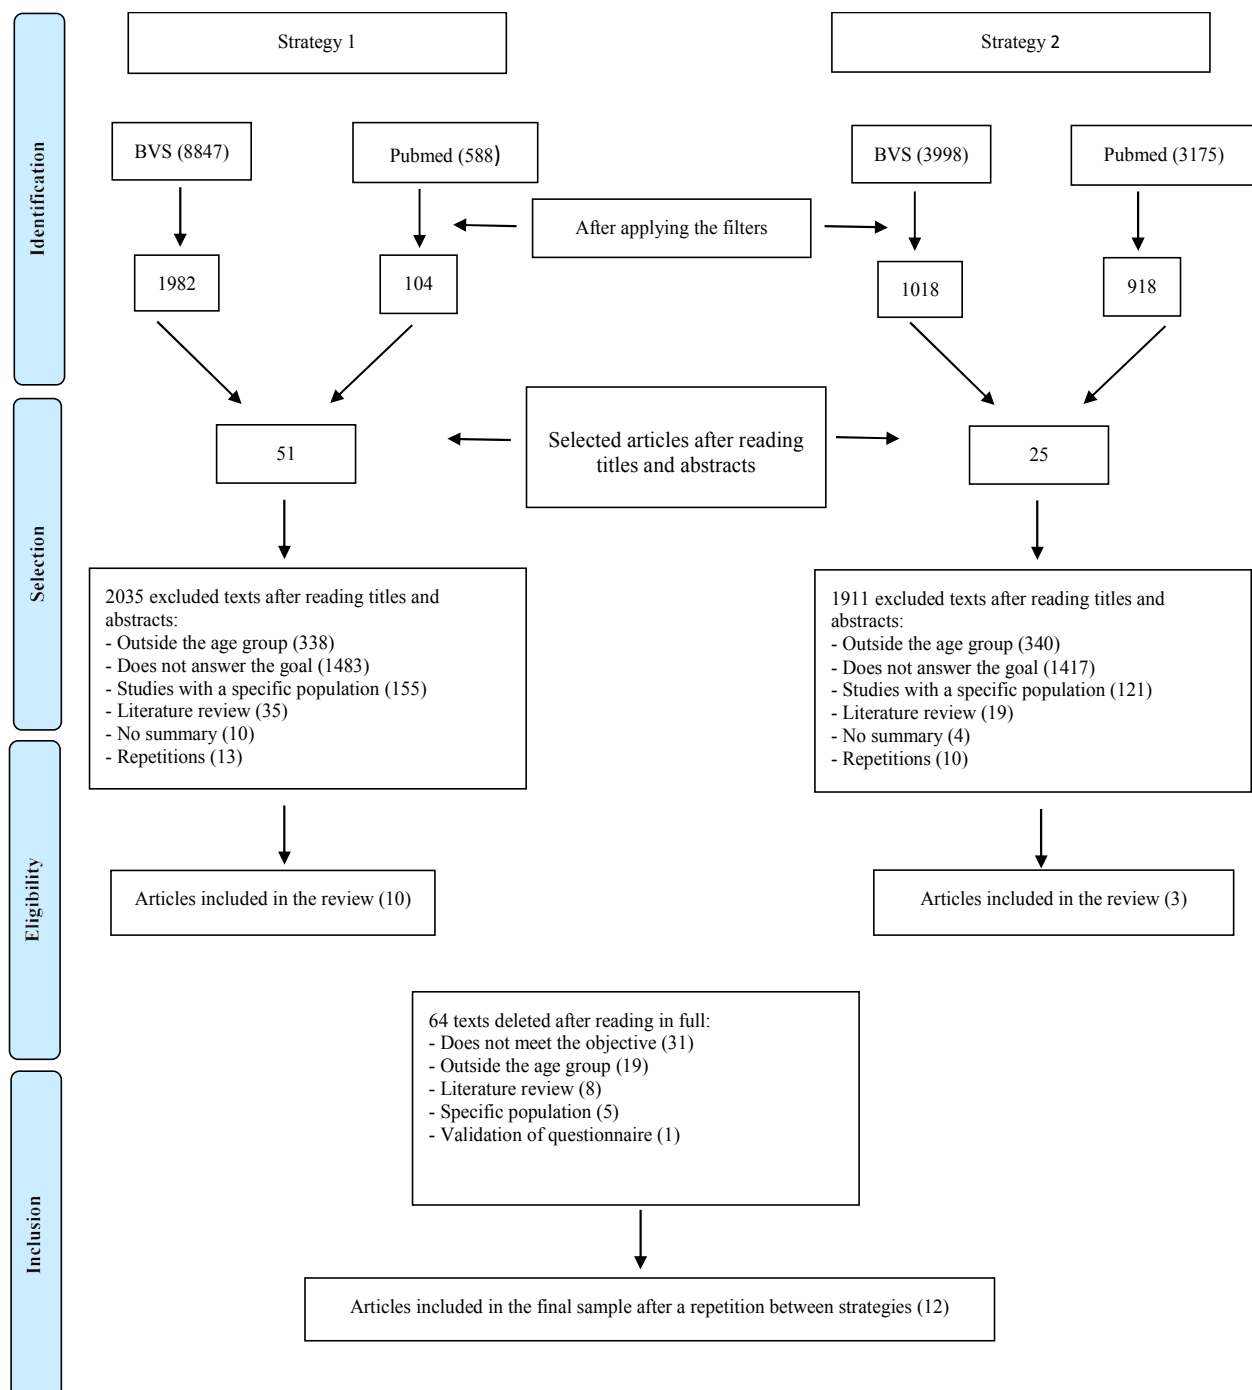 Strategy 1
Strategy 2
Identification
BVS (8847)
Pubmed (588)
BVS (3998)
Pubmed (3175)
After applying the filters
1982
104
1018
918
Selection
51
Selected articles after reading
titles and abstracts
25
2035 excluded texts after reading titles and
abstracts:
- Outside the age group (338)
- Does not answer the goal (1483)
- Studies with a specific population (155)
- Literature review (35)
- No summary (10)
- Repetitions (13)
1911 excluded texts after reading titles and
abstracts:
- Outside the age group (340)
- Does not answer the goal (1417)
- Studies with a specific population (121)
- Literature review (19)
- No summary (4)
- Repetitions (10)
Eligibility
Articles included in the review (10)
Articles included in the review (3)
64 texts deleted after reading in full:
- Does not meet the objective (31)
- Outside the age group (19)
- Literature review (8)
- Specific population (5)
- Validation of questionnaire (1)
Inclusion
Articles included in the final sample after a repetition between strategies (12)